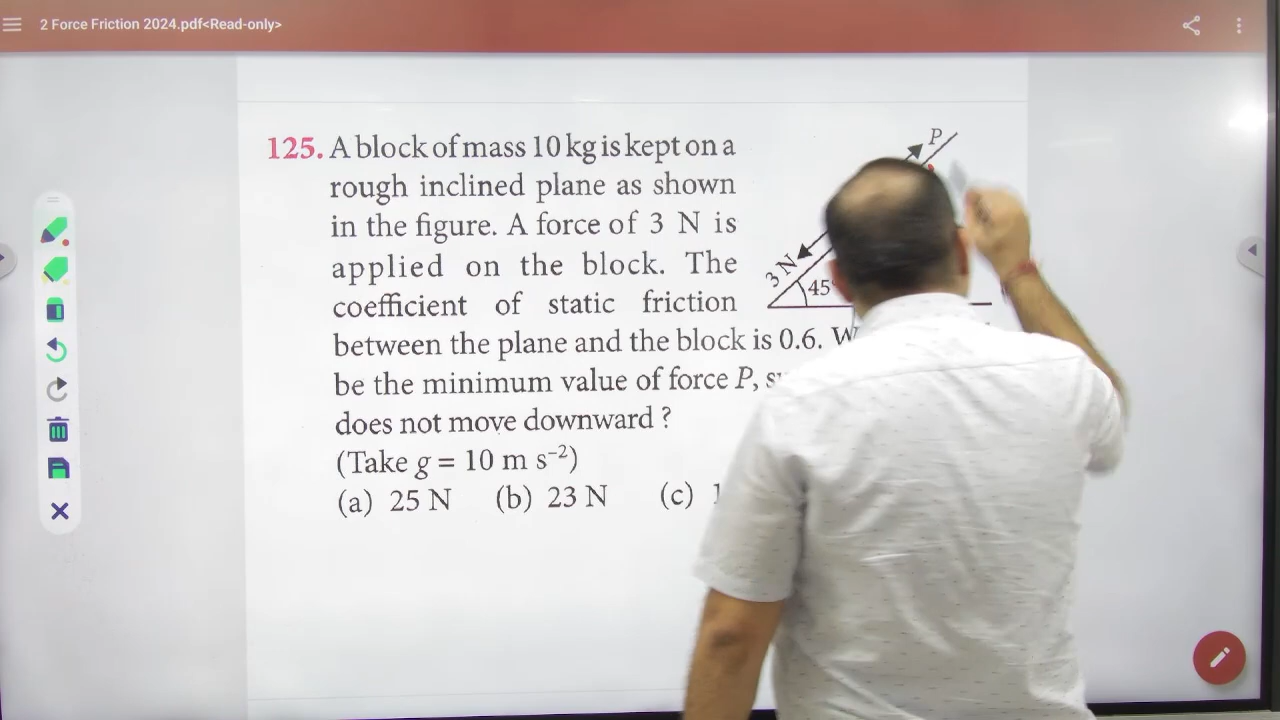 2 Force Friction 2024.pdf<Read-only>
125. A block of mass 10 kg is kept on a
rough inclined plane as shown
in the figure. A force of 3 N is
applied on the block. The
coefficient of static friction
between the plane and the block is 0.6.
be the minimum value of force P,
does not move downward ?
(Take g = 10 m s⁻²)
(a) 25 N (b) 23 N (c)
P
3 N
45°